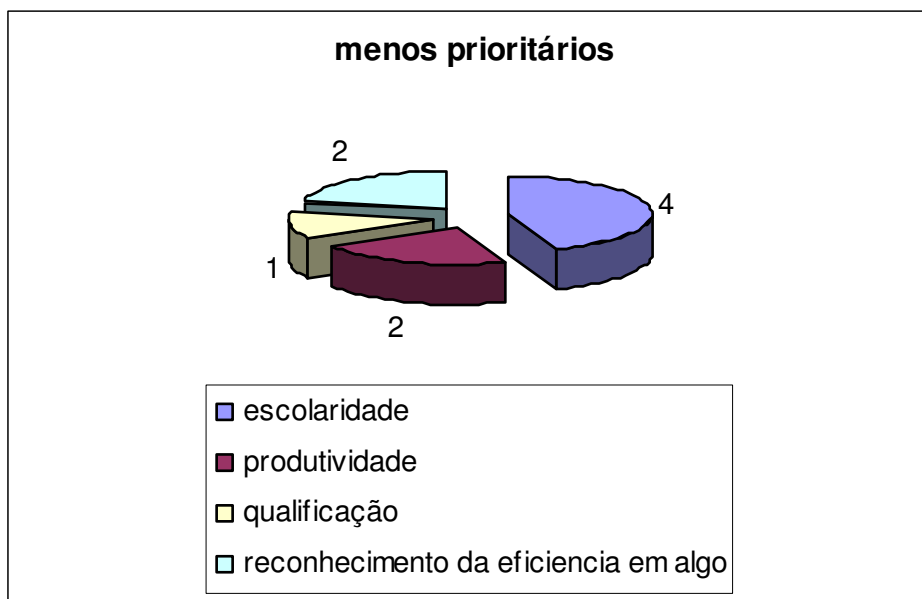 menos prioritários
2
4
1
2
escolaridade
produtividade
qualificação
reconhecimento da eficiencia em algo